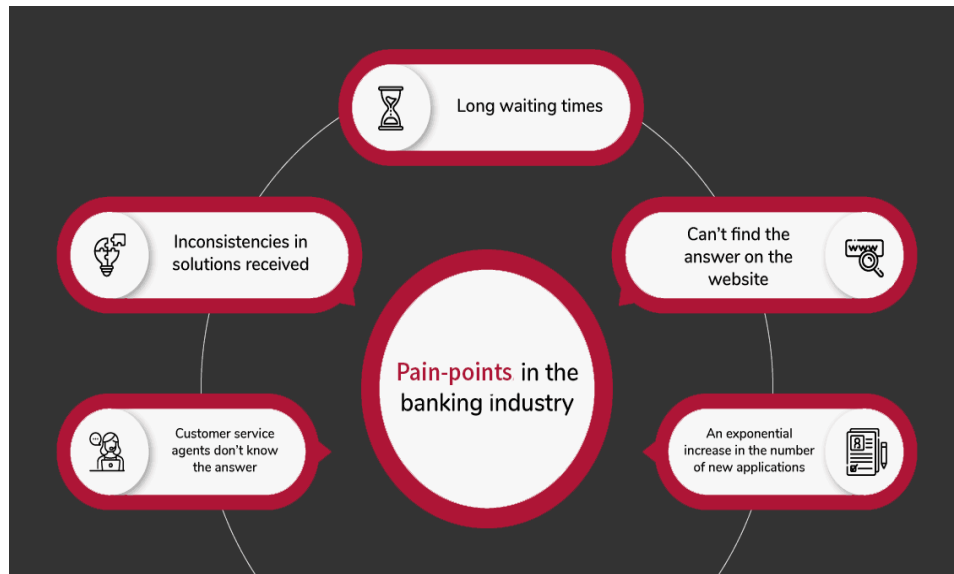 Long waiting times
Inconsistencies in
solutions received
Can't find the
answer on the
website
www
Pain-points in the
banking industry
Customer service
agents don't know
the answer
An exponential
increase in the number
of new applications